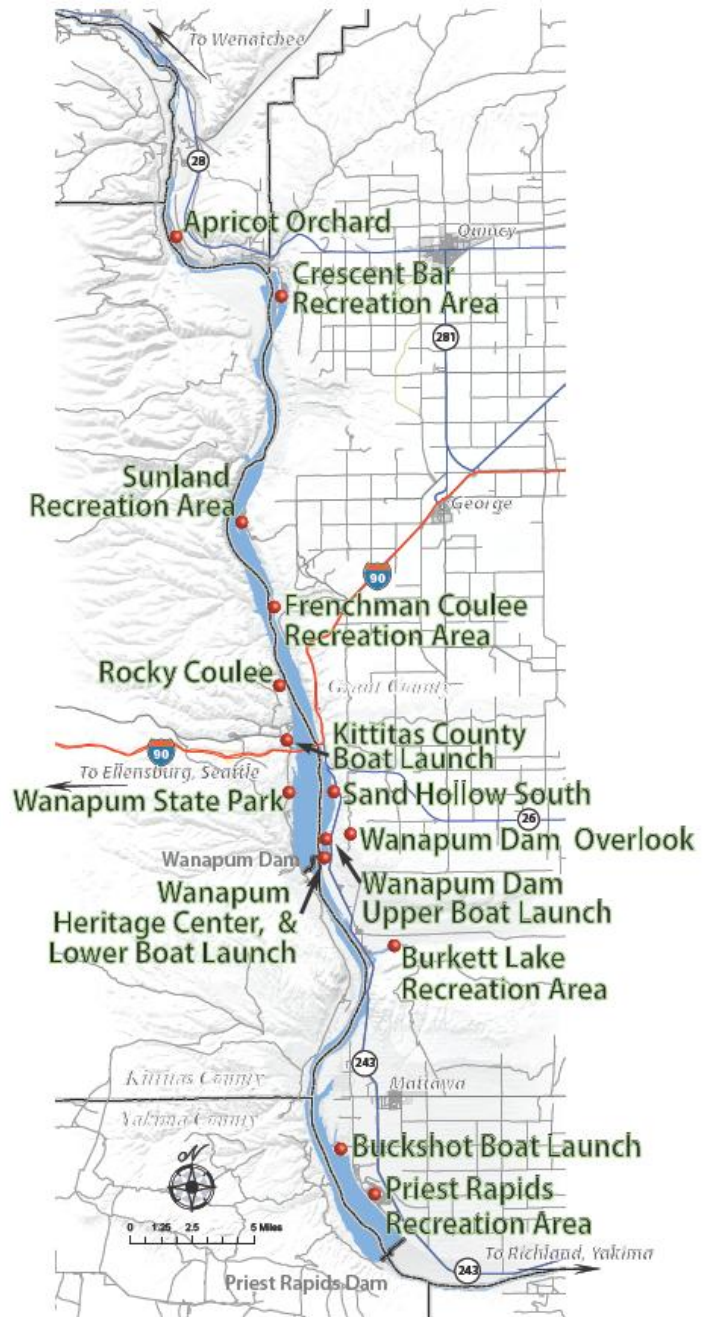 To Wenatchee
28
Apricot Orchard
Quincy
Crescent Bar
Recreation Area
281
Sunland
Recreation Area
George
90
Frenchman Coulee
Recreation Area
Rocky Coulee
Grant County
Kittitas County
Boat Launch
90
To Ellensburg, Seattle
Wanapum State Park
Sand Hollow South
26
Wanapum Dam Overlook
Wanapum Dam
Wanapum Dam
Upper Boat Launch
Wanapum
Heritage Center, &
Lower Boat Launch
Burkett Lake
Recreation Area
243
Kittitas County
Mattawa
Yakima County
Buckshot Boat Launch
N
Priest Rapids
Recreation Area
0 1.25 2.5 5 Miles
To Richland, Yakima
243
Priest Rapids Dam